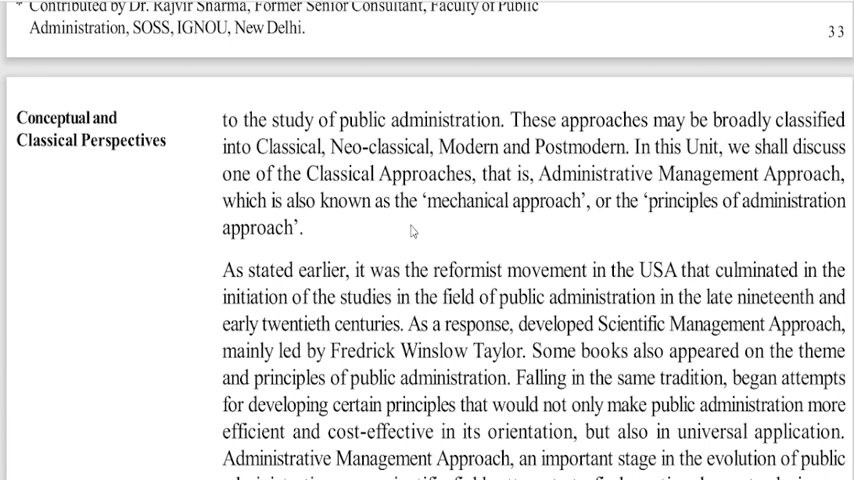 * Contributed by Dr. Rajvir Sharma, Former Senior Consultant, Faculty of Public
Administration, SOSS, IGNOU, New Delhi.
33
Conceptual and
Classical Perspectives
to the study of public administration. These approaches may be broadly classified
into Classical, Neo-classical, Modern and Postmodern. In this Unit, we shall discuss
one of the Classical Approaches, that is, Administrative Management Approach,
which is also known as the ‘mechanical approach’, or the ‘principles of administration
approach’.
As stated earlier, it was the reformist movement in the USA that culminated in the
initiation of the studies in the field of public administration in the late nineteenth and
early twentieth centuries. As a response, developed Scientific Management Approach,
mainly led by Fredrick Winslow Taylor. Some books also appeared on the theme
and principles of public administration. Falling in the same tradition, began attempts
for developing certain principles that would not only make public administration more
efficient and cost-effective in its orientation, but also in universal application.
Administrative Management Approach, an important stage in the evolution of public